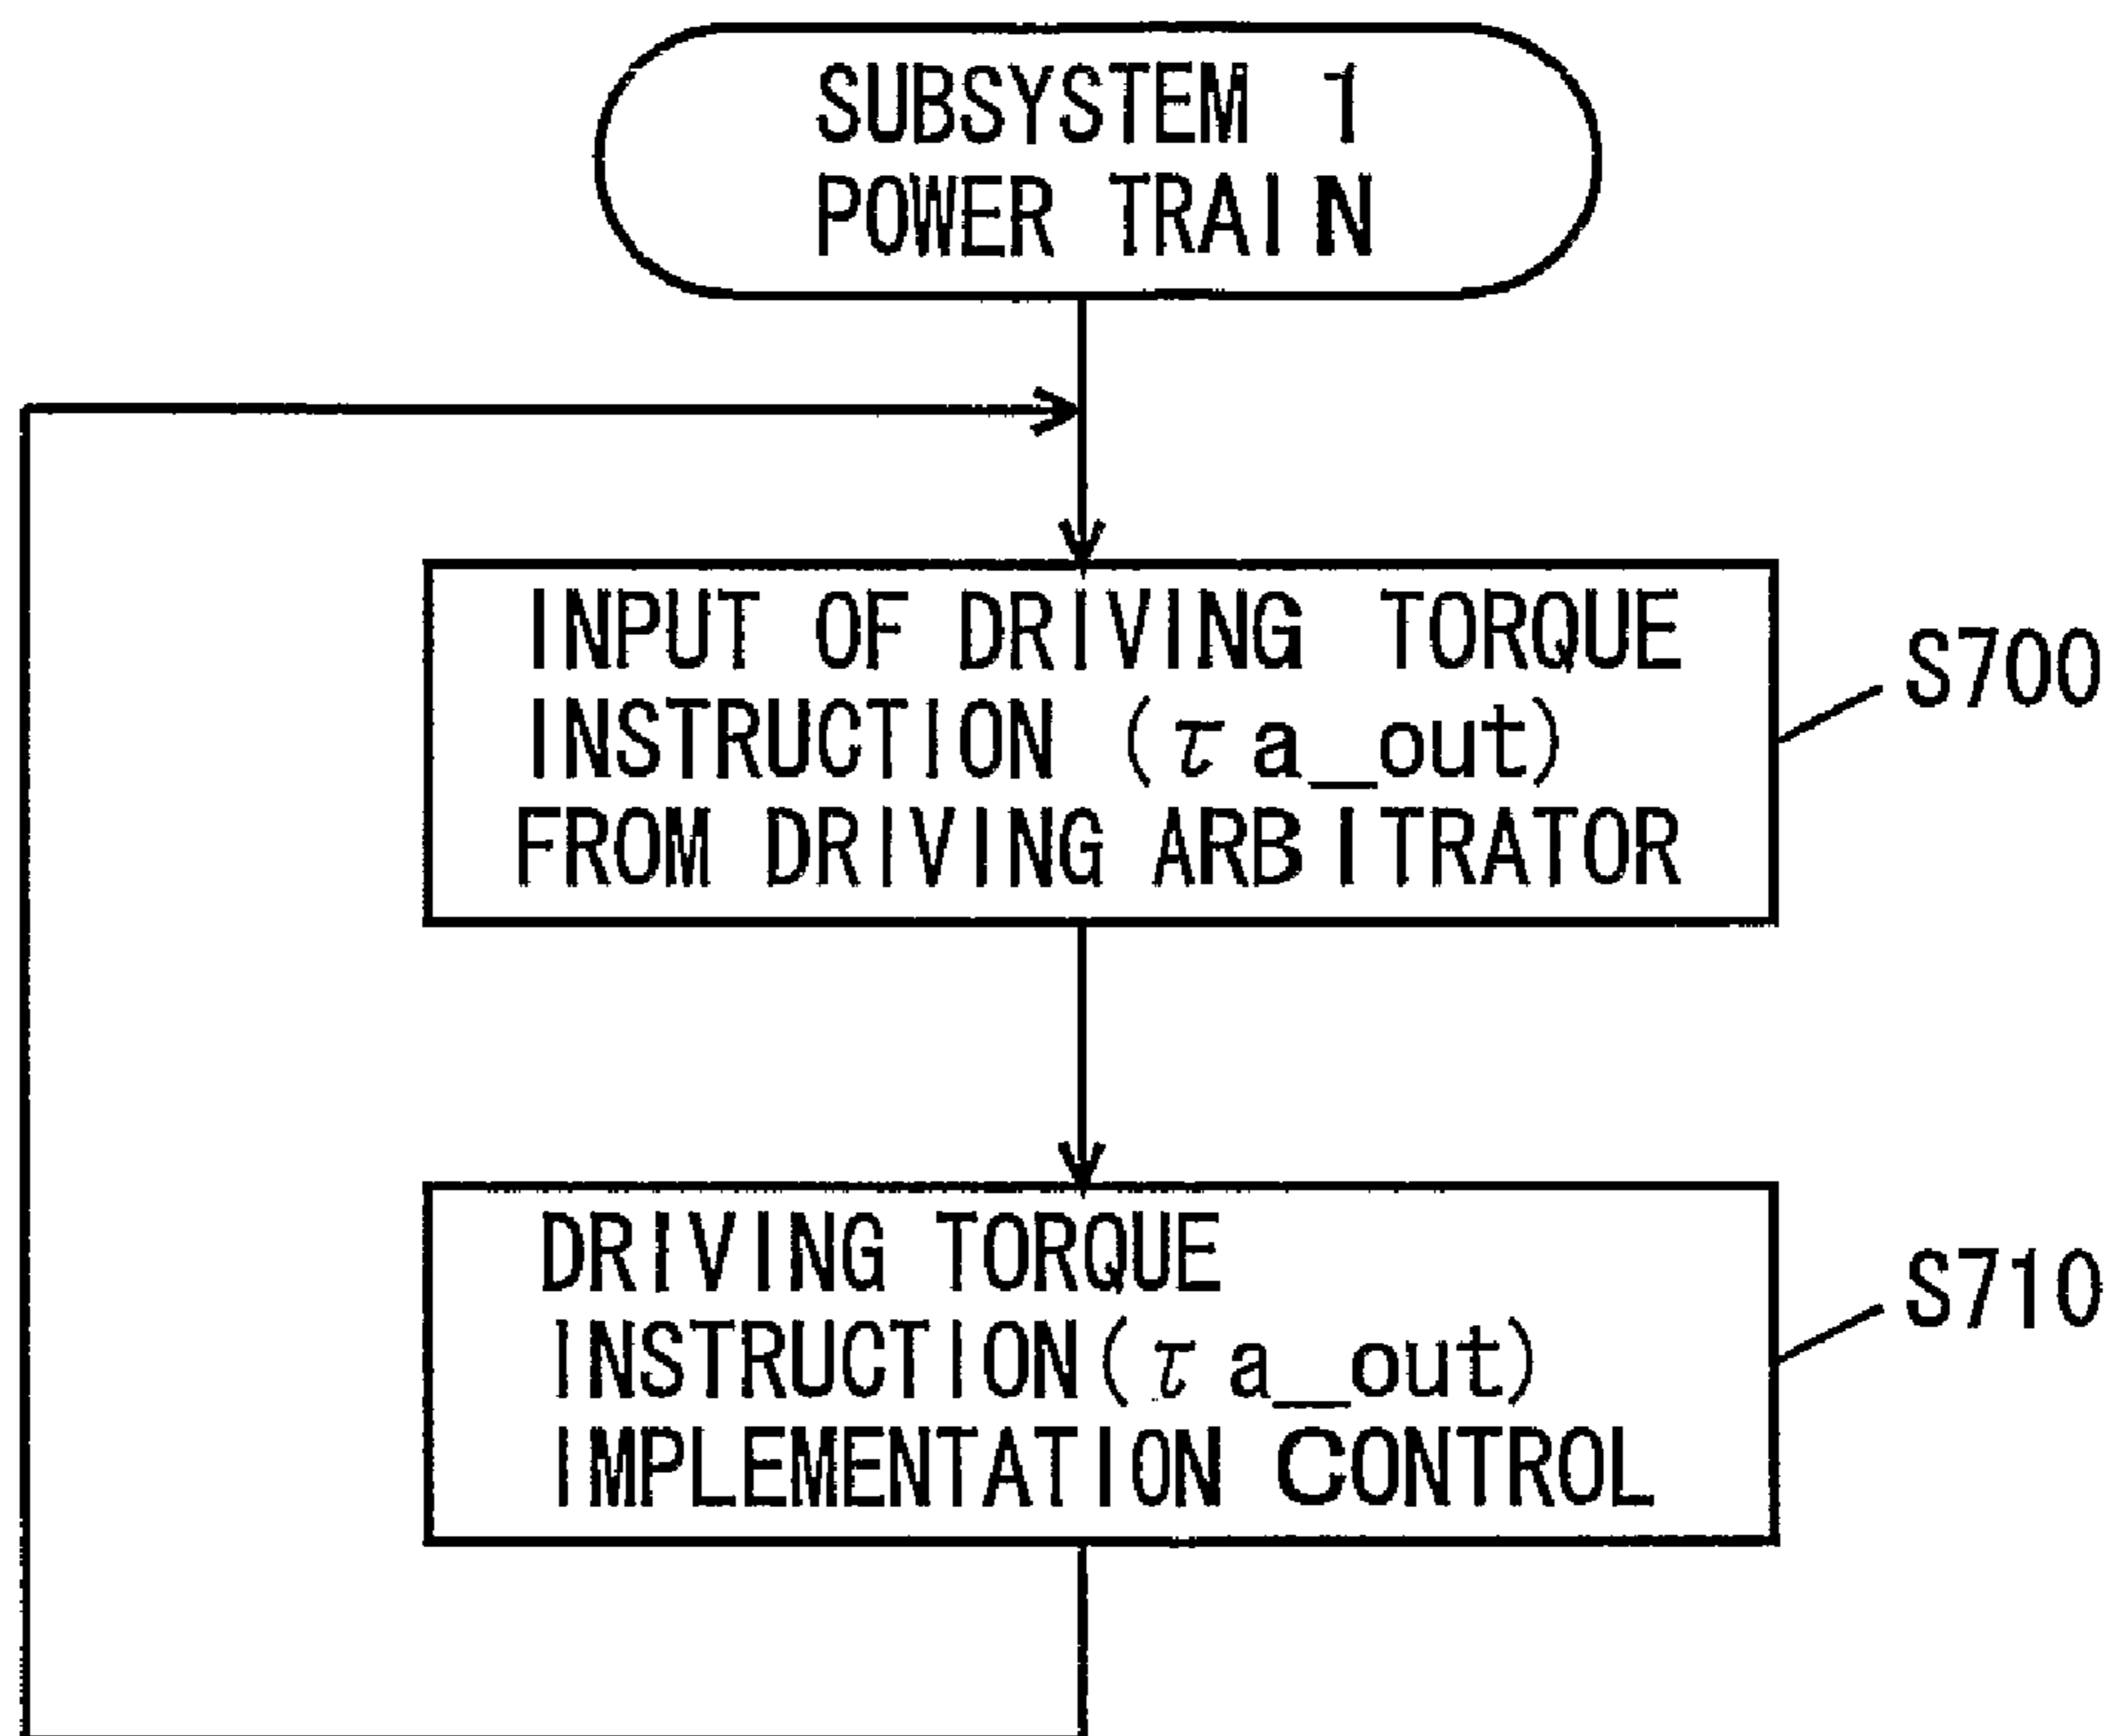 SUBSYSTEM 1
POWER TRAIN
INPUT OF DRIVING TORQUE
INSTRUCTION (τa_out)
FROM DRIVING ARBITRATOR
S700
DRIVING TORQUE
INSTRUCTION(τa_out)
IMPLEMENTATION CONTROL
S710